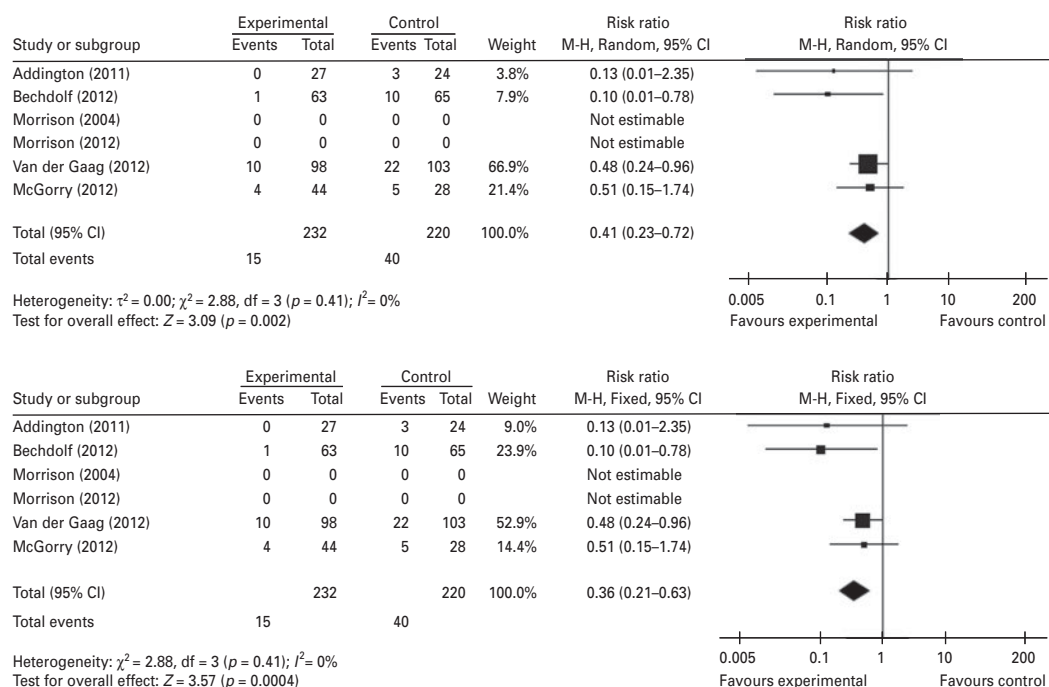 Experimental Control Risk ratio Risk ratio
Study or subgroup Events Total Events Total Weight M-H, Random, 95% CI M-H, Random, 95% CI
Addington (2011) 0 27 3 24 3.8% 0.13 (0.01–2.35)
Bechdolf (2012) 1 63 10 65 7.9% 0.10 (0.01–0.78)
Morrison (2004) 0 0 0 0 Not estimable
Morrison (2012) 0 0 0 0 Not estimable
Van der Gaag (2012) 10 98 22 103 66.9% 0.48 (0.24–0.96)
McGorry (2012) 4 44 5 28 21.4% 0.51 (0.15–1.74)
Total (95% CI) 232 220 100.0% 0.41 (0.23–0.72)
Total events 15 40
0.005 0.1 1 10 200
Favours experimental Favours control
Heterogeneity: τ² = 0.00; χ² = 2.88, df = 3 (p = 0.41); I² = 0%
Test for overall effect: Z = 3.09 (p = 0.002)
Experimental Control Risk ratio Risk ratio
Study or subgroup Events Total Events Total Weight M-H, Fixed, 95% CI M-H, Fixed, 95% CI
Addington (2011) 0 27 3 24 9.0% 0.13 (0.01–2.35)
Bechdolf (2012) 1 63 10 65 23.9% 0.10 (0.01–0.78)
Morrison (2004) 0 0 0 0 Not estimable
Morrison (2012) 0 0 0 0 Not estimable
Van der Gaag (2012) 10 98 22 103 52.9% 0.48 (0.24–0.96)
McGorry (2012) 4 44 5 28 14.4% 0.51 (0.15–1.74)
Total (95% CI) 232 220 100.0% 0.36 (0.21–0.63)
Total events 15 40
0.005 0.1 1 10 200
Favours experimental Favours control
Heterogeneity: χ² = 2.88, df = 3 (p = 0.41); I² = 0%
Test for overall effect: Z = 3.57 (p = 0.0004)